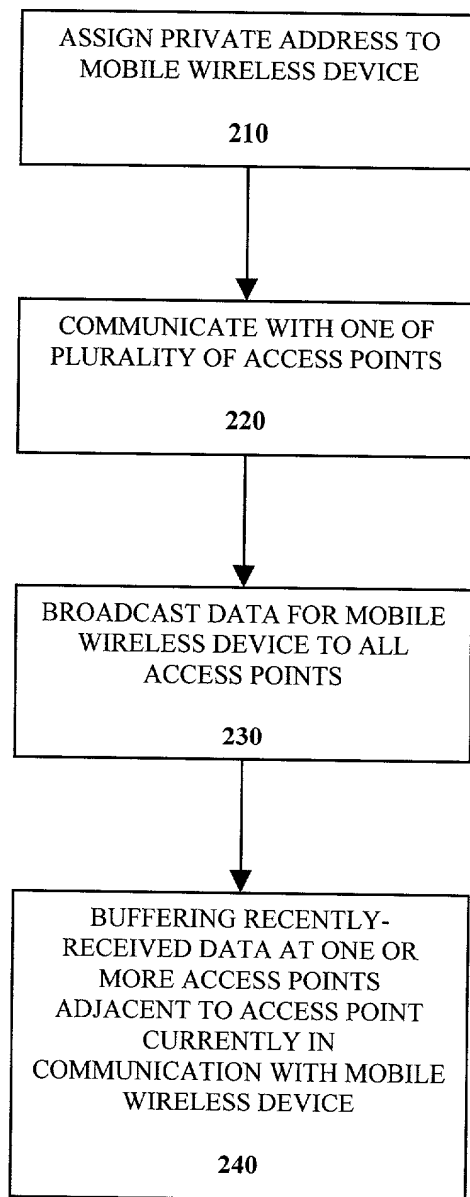 ASSIGN PRIVATE ADDRESS TO
MOBILE WIRELESS DEVICE
210
COMMUNICATE WITH ONE OF
PLURALITY OF ACCESS POINTS
220
BROADCAST DATA FOR MOBILE
WIRELESS DEVICE TO ALL
ACCESS POINTS
230
BUFFERING RECENTLY-
RECEIVED DATA AT ONE OR
MORE ACCESS POINTS
ADJACENT TO ACCESS POINT
CURRENTLY IN
COMMUNICATION WITH MOBILE
WIRELESS DEVICE
240